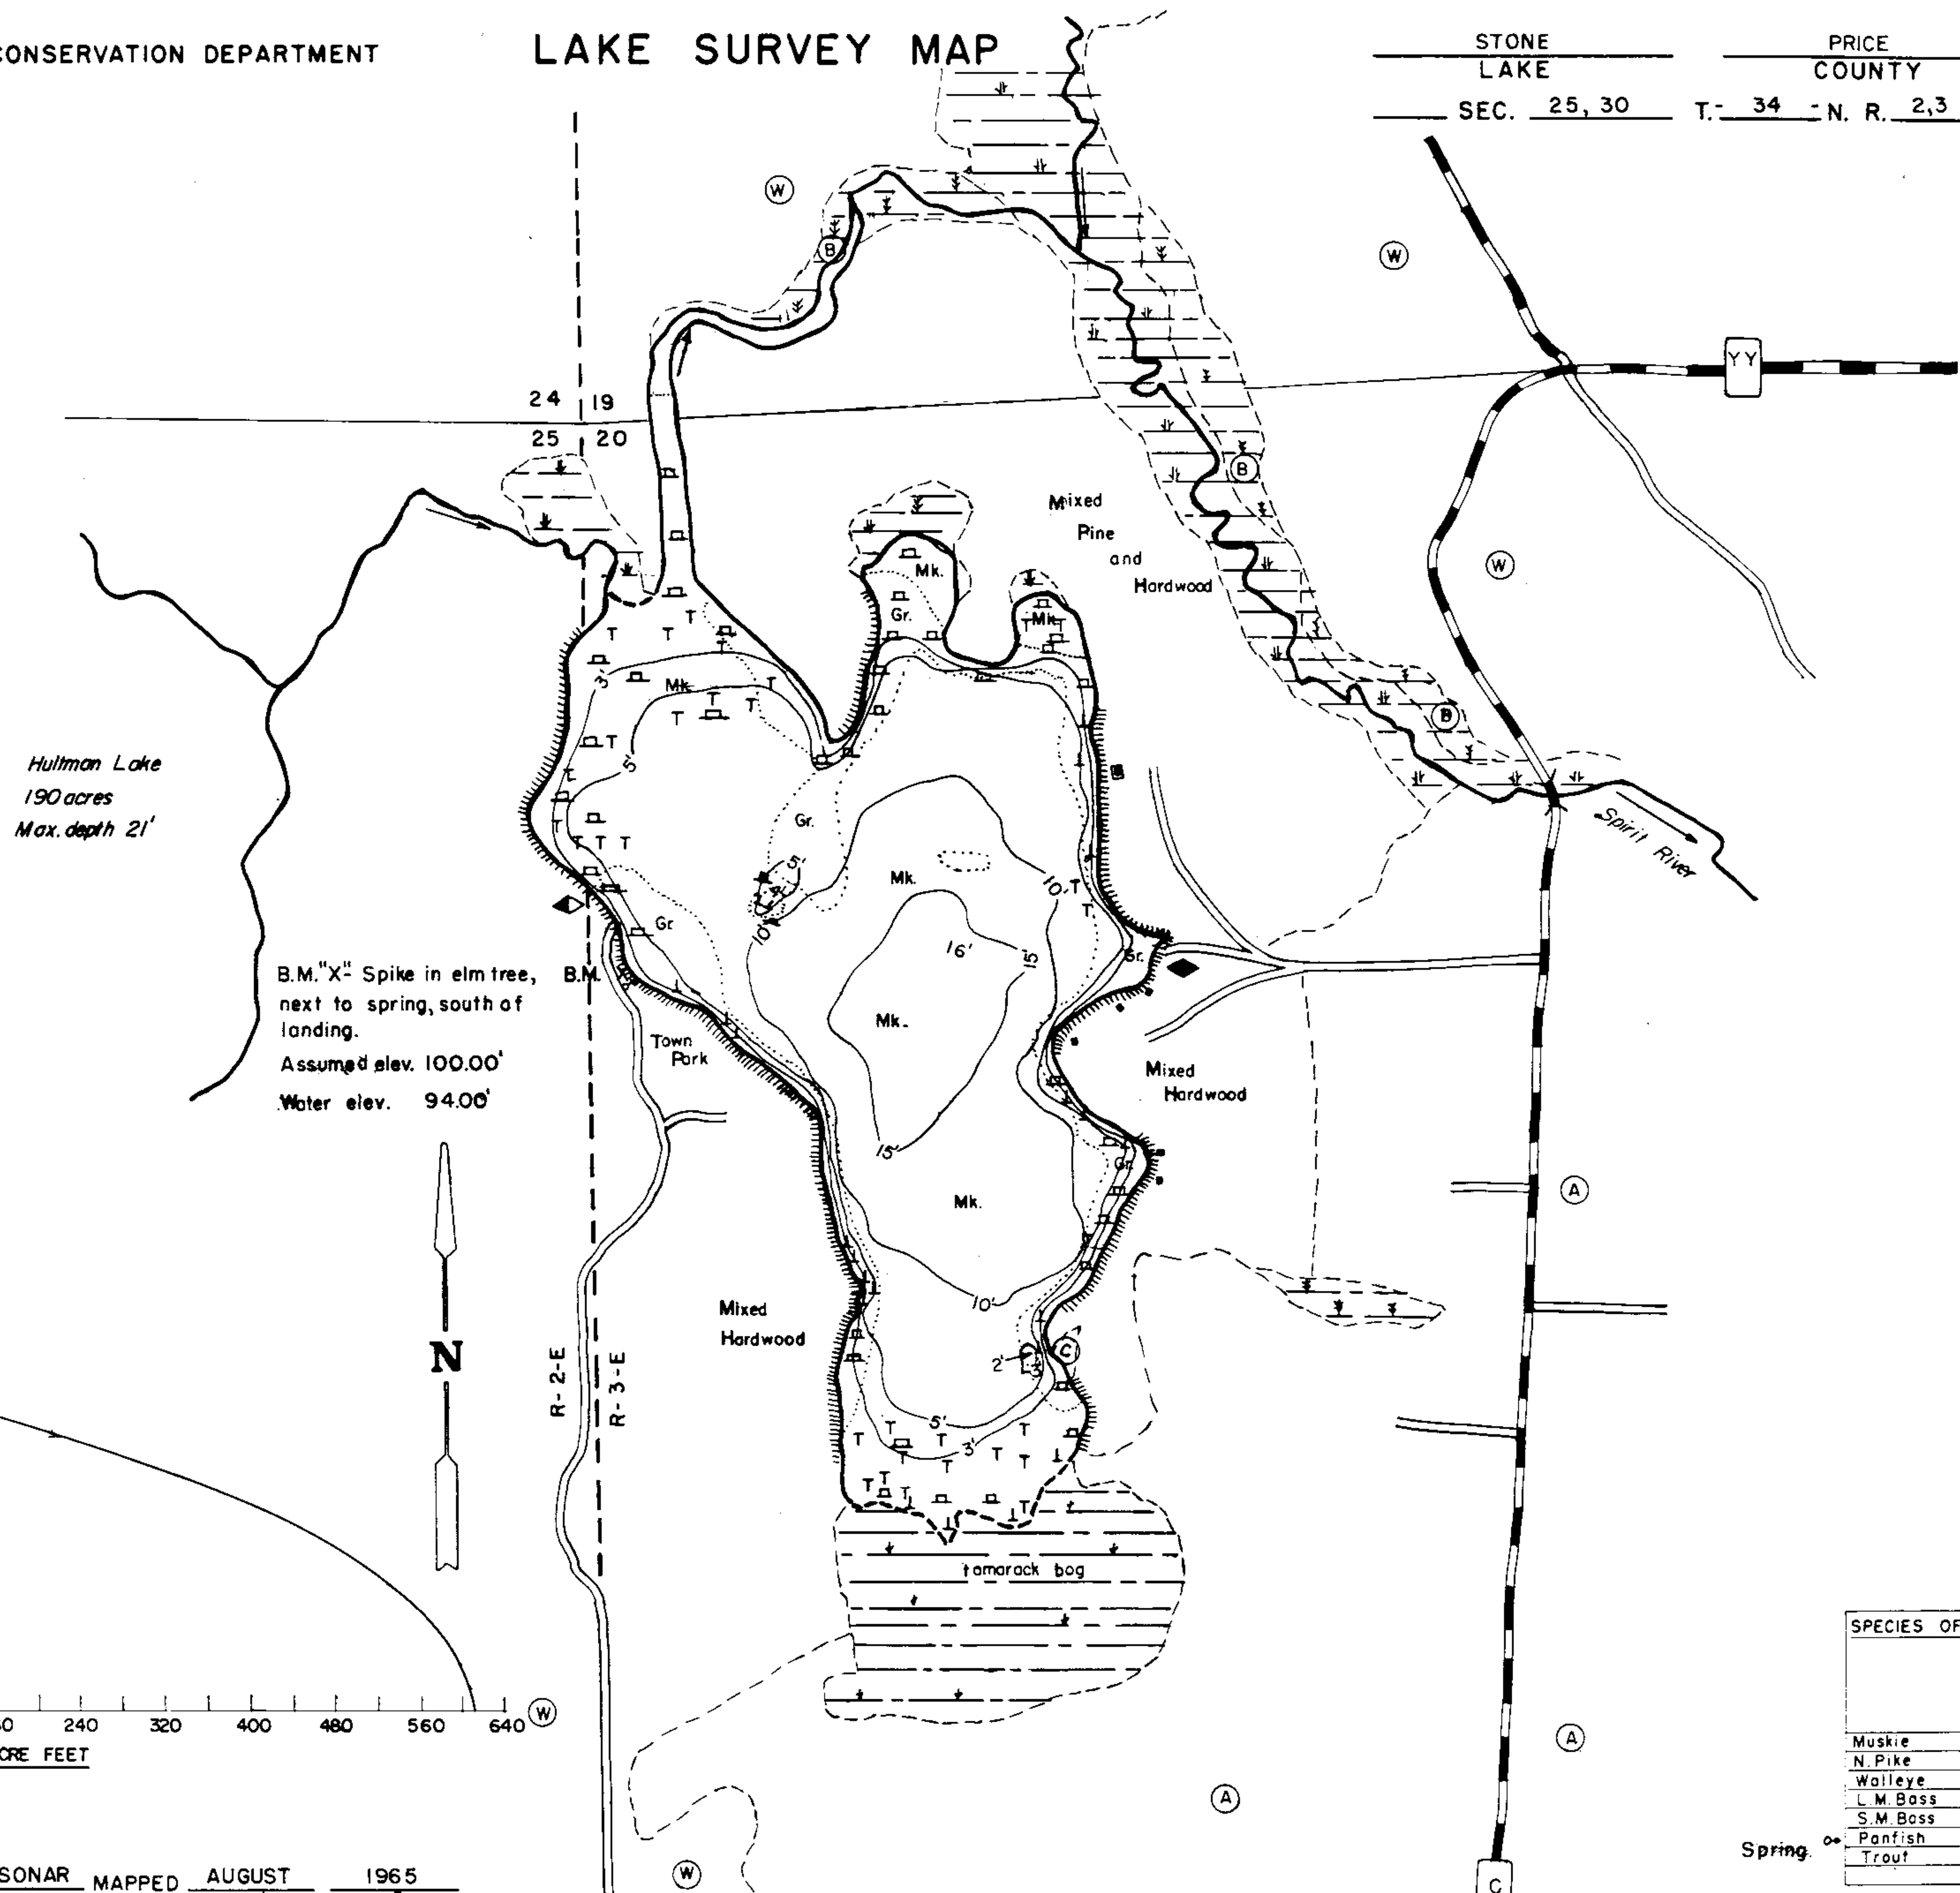 CONSERVATION DEPARTMENT
LAKE SURVEY MAP
STONE
LAKE
PRICE
COUNTY
SEC. 25, 30 T.- 34 - N. R. 2,3
W
B
W
YY
24 19
25 20
B
Mixed
Pine
and
Hardwood
W
Mk.
Gr.
Mk.
T
T
T
3'
Mk.
5'
B
Hultman Lake
190 acres
Max. depth 21'
Gr.
Spirit River
5'
Mk.
10'
Gr.
10'
16'
15'
Gr.
B.M. "X"- Spike in elm tree,
next to spring, south of
landing.
Assumed elev. 100.00'
Water elev. 94.00'
B.M.
Mk.
Town
Park
Mixed
Hardwood
15'
Gr.
A
Mk.
10'
Mixed
Hardwood
2'
C
N
R-2-E
R-3-E
5'
3'
tamarack bog
240 320 400 480 560 640
W
FEET
A
A
SPECIES OF
Muskie
N. Pike
Walleye
L.M. Bass
S.M. Bass
Panfish
Trout
Spring
SONAR MAPPED AUGUST 1965
W
C